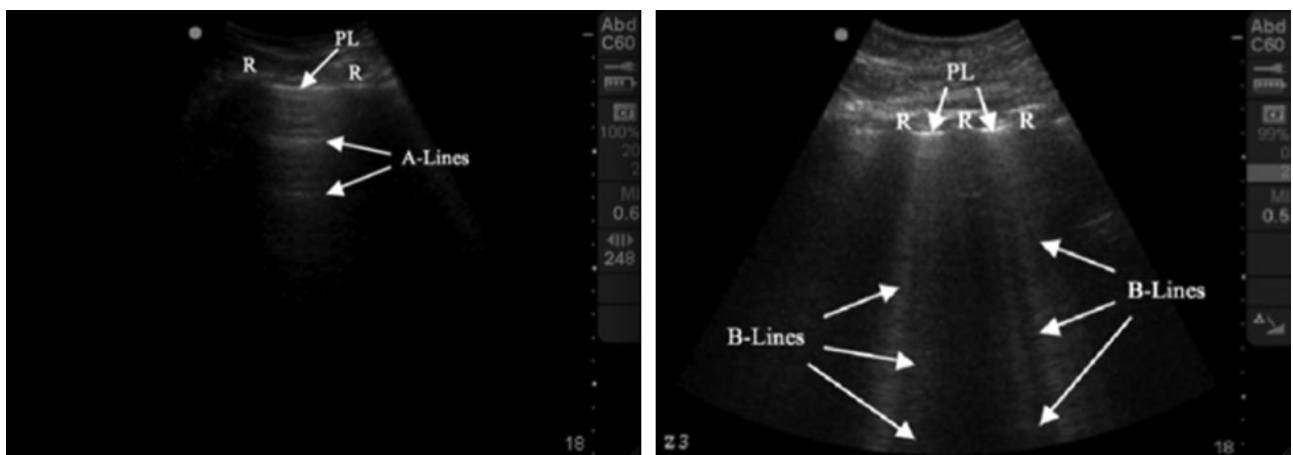 Abd
C60
PL
R R
100%
20
2
A-Lines
MI
0.6
248
18
Abd
C60
PL
R R R
99%
0
2
MI
0.5
B-Lines
B-Lines
z3
18